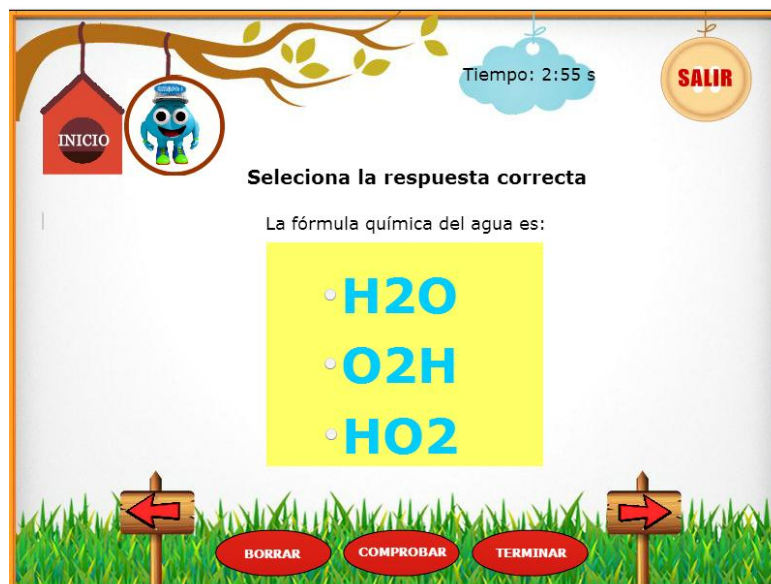 Tiempo: 2:55 s
SALIR
INICIO
Seleciona la respuesta correcta
La fórmula química del agua es:
H2O
O2H
HO2
BORRAR
COMPROBAR
TERMINAR